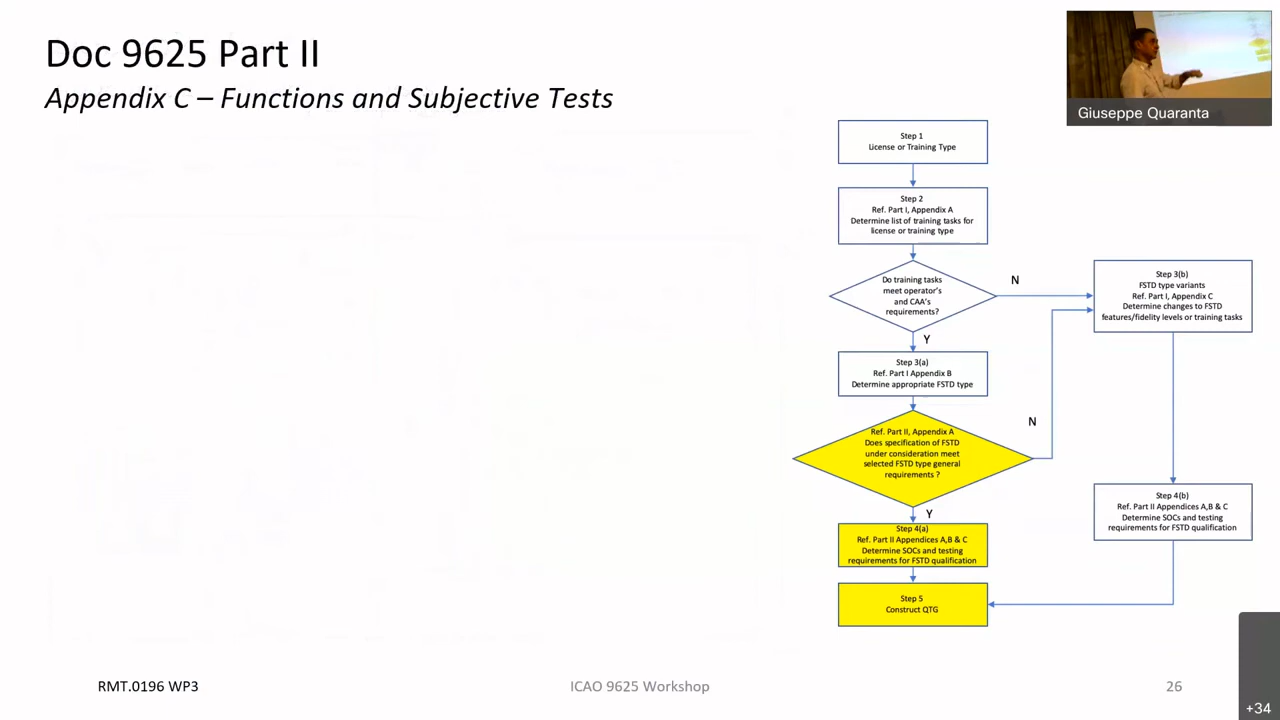 Doc 9625 Part II
Appendix C – Functions and Subjective Tests
Giuseppe Quaranta
Step 1
License or Training Type
Step 2
Ref. Part I, Appendix A
Determine list of training tasks for
license or training type
Do training tasks
meet operator's
and CAA's
requirements?
N
Step 3(b)
FSTD type variants
Ref. Part I, Appendix C
Determine changes to FSTD
features/fidelity levels or training tasks
Y
Step 3(a)
Ref. Part I Appendix B
Determine appropriate FSTD type
N
Ref. Part II, Appendix A
Does specification of FSTD
under consideration meet
selected FSTD type general
requirements ?
Y
Step 4(a)
Ref. Part II Appendices A,B & C
Determine SOCs and testing
requirements for FSTD qualification
Step 4(b)
Ref. Part II Appendices A,B & C
Determine SOCs and testing
requirements for FSTD qualification
Step 5
Construct QTG
RMT.0196 WP3
ICAO 9625 Workshop
26
+34